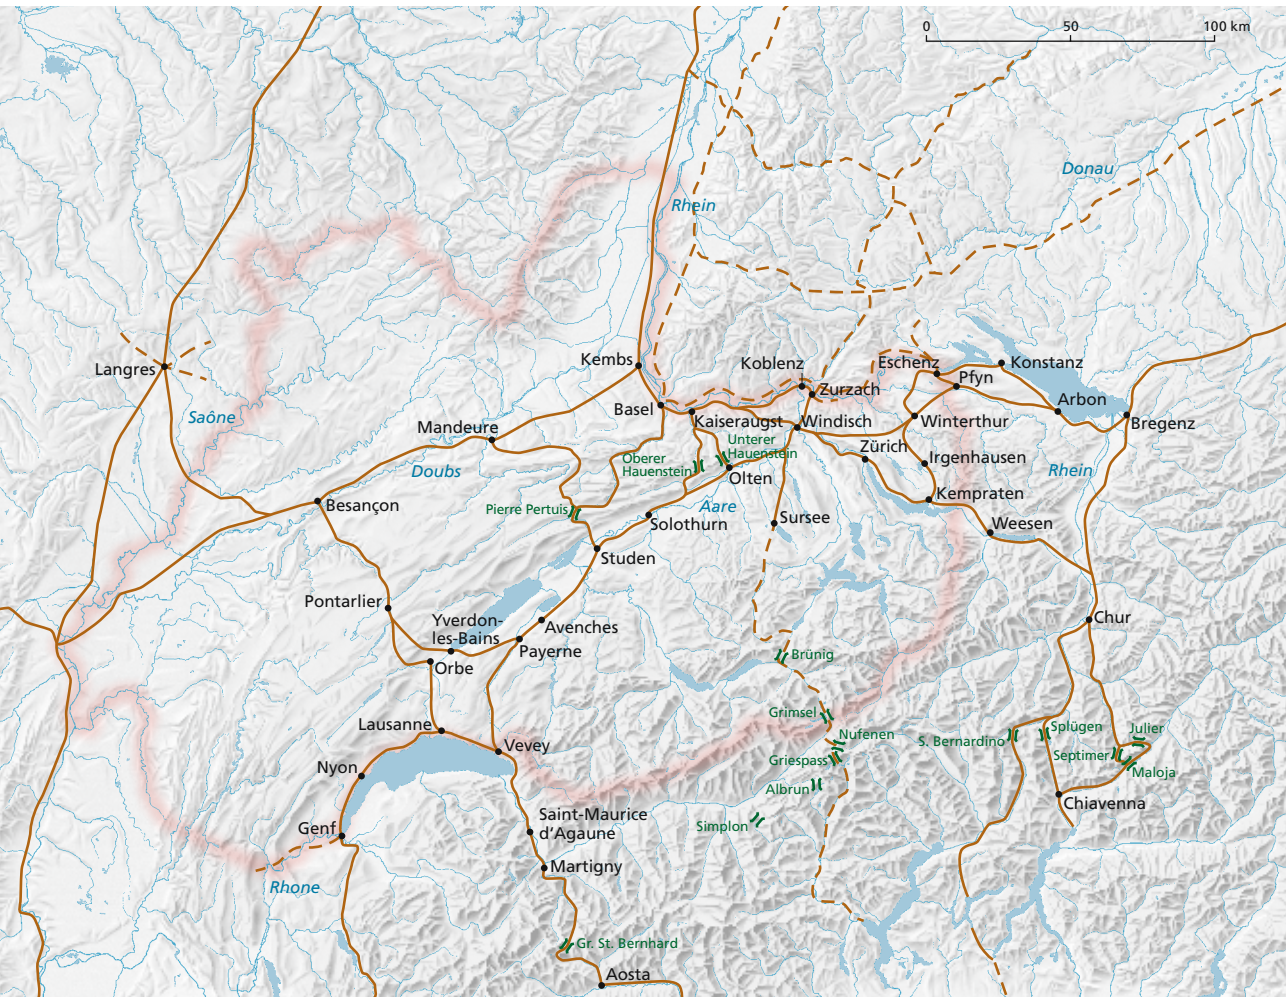 0
50
100 km
Donau
Rhein
Langres
Saône
Kembs
Koblenz
Eschenz
Konstanz
Pfyn
Zurzach
Basel
Kaiseraugst
Windisch
Winterthur
Arbon
Bregenz
Mandeure
Doubs
Oberer
Hauenstein
Unterer
Hauenstein
Olten
Zürich
Irgenhausen
Rhein
Besançon
Pierre Pertuis
Aare
Kempraten
Solothurn
Sursee
Weesen
Studen
Pontarlier
Yverdon-
les-Bains
Avenches
Payerne
Orbe
Chur
Brünig
Lausanne
Vevey
Grimsel
Nufenen
Griespass
Albrun
Simplon
S. Bernardino
Splügen
Julier
Septimer
Maloja
Chiavenna
Nyon
Genf
Saint-Maurice
d’Agaune
Martigny
Rhone
Gr. St. Bernhard
Aosta